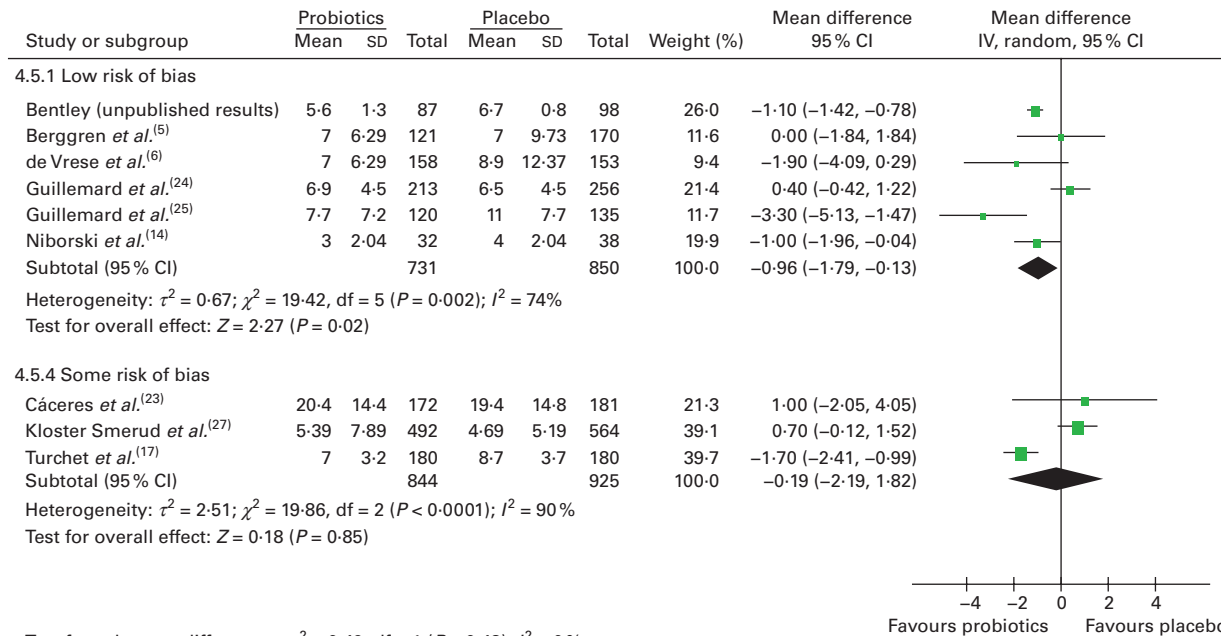 Probiotics Placebo Mean difference Mean difference
Study or subgroup Mean SD Total Mean SD Total Weight (%) 95 % CI IV, random, 95 % CI
4.5.1 Low risk of bias
Bentley (unpublished results) 5·6 1·3 87 6·7 0·8 98 26·0 −1·10 (−1·42, −0·78)
Berggren et al.(5) 7 6·29 121 7 9·73 170 11·6 0·00 (−1·84, 1·84)
de Vrese et al.(6) 7 6·29 158 8·9 12·37 153 9·4 −1·90 (−4·09, 0·29)
Guillemard et al.(24) 6·9 4·5 213 6·5 4·5 256 21·4 0·40 (−0·42, 1·22)
Guillemard et al.(25) 7·7 7·2 120 11 7·7 135 11·7 −3·30 (−5·13, −1·47)
Niborski et al.(14) 3 2·04 32 4 2·04 38 19·9 −1·00 (−1·96, −0·04)
Subtotal (95 % CI) 731 850 100·0 −0·96 (−1·79, −0·13)
Heterogeneity: τ² = 0·67; χ² = 19·42, df = 5 (P = 0·002); I² = 74%
Test for overall effect: Z = 2·27 (P = 0·02)
4.5.4 Some risk of bias
Cáceres et al.(23) 20·4 14·4 172 19·4 14·8 181 21·3 1·00 (−2·05, 4·05)
Kloster Smerud et al.(27) 5·39 7·89 492 4·69 5·19 564 39·1 0·70 (−0·12, 1·52)
Turchet et al.(17) 7 3·2 180 8·7 3·7 180 39·7 −1·70 (−2·41, −0·99)
Subtotal (95 % CI) 844 925 100·0 −0·19 (−2·19, 1·82)
Heterogeneity: τ² = 2·51; χ² = 19·86, df = 2 (P < 0·0001); I² = 90 %
Test for overall effect: Z = 0·18 (P = 0·85)
−4 −2 0 2 4
Favours probiotics Favours placebo